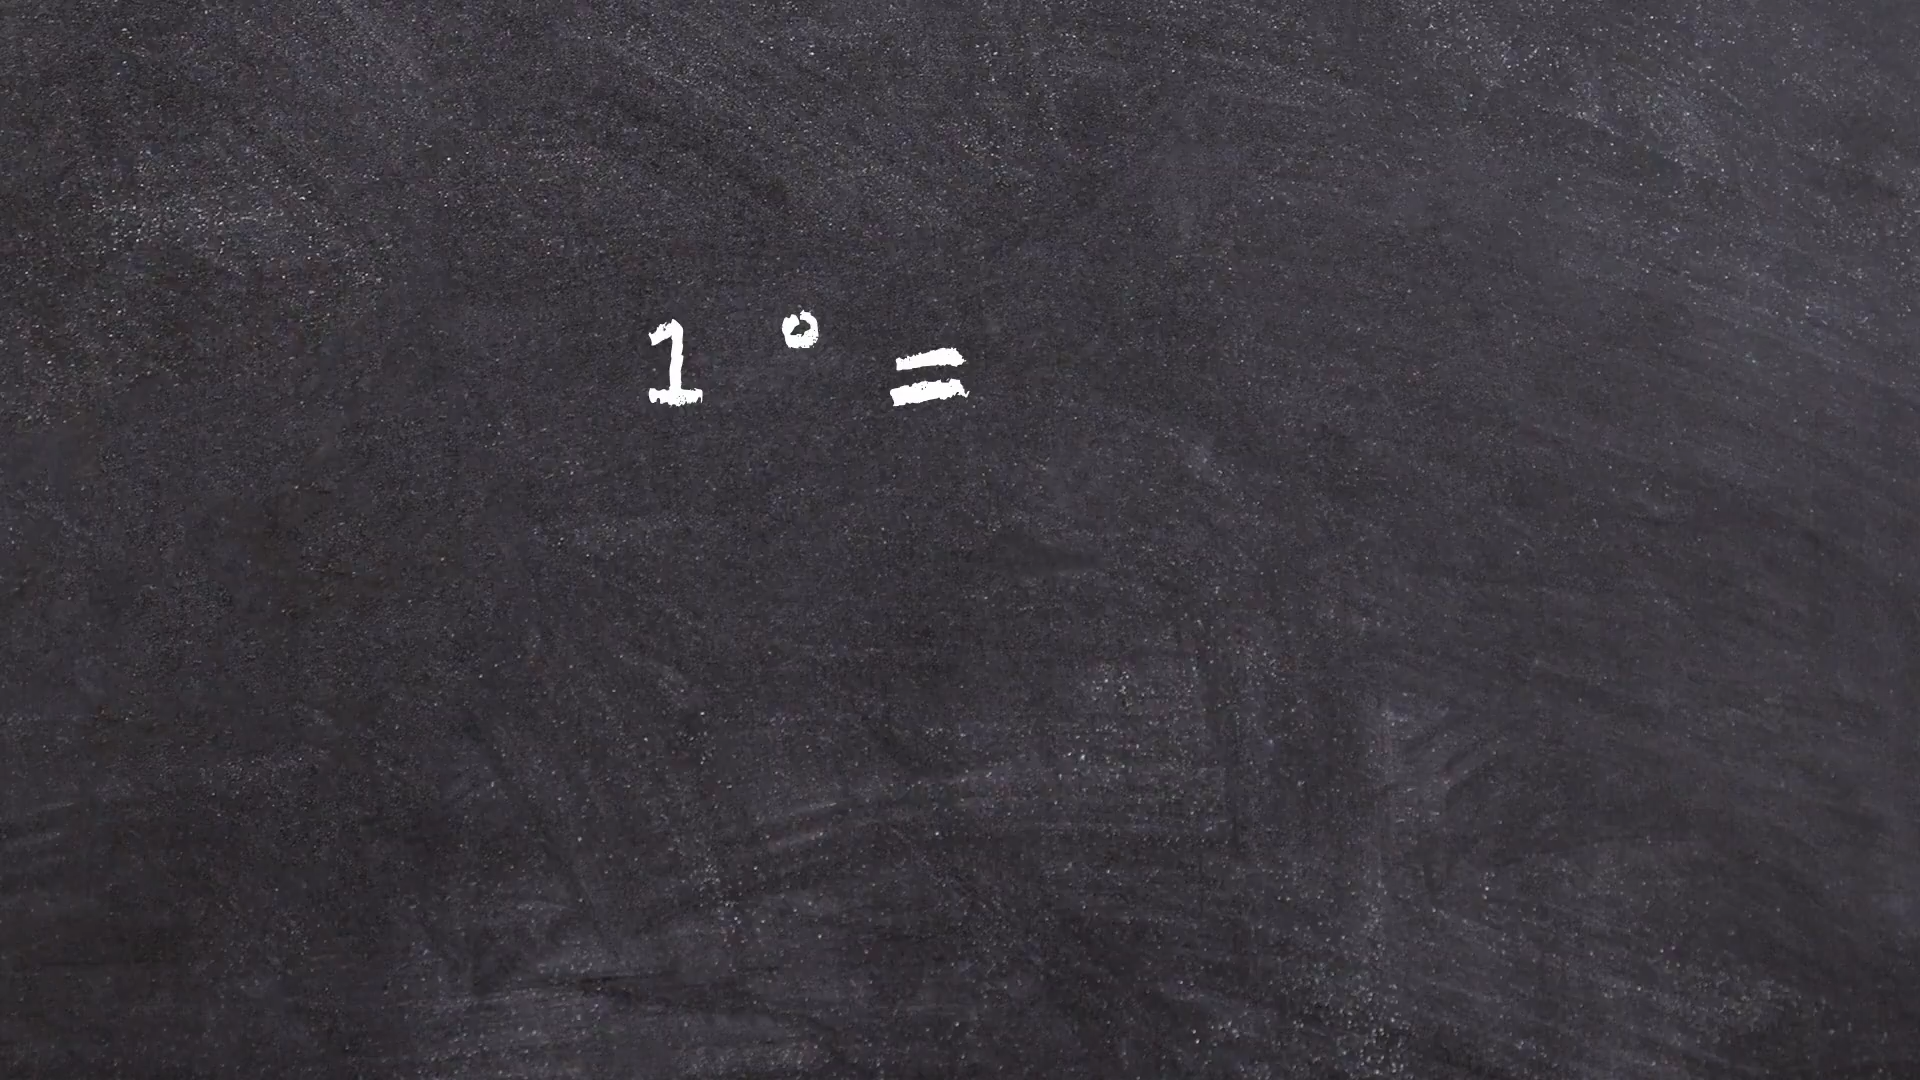 1 ° =